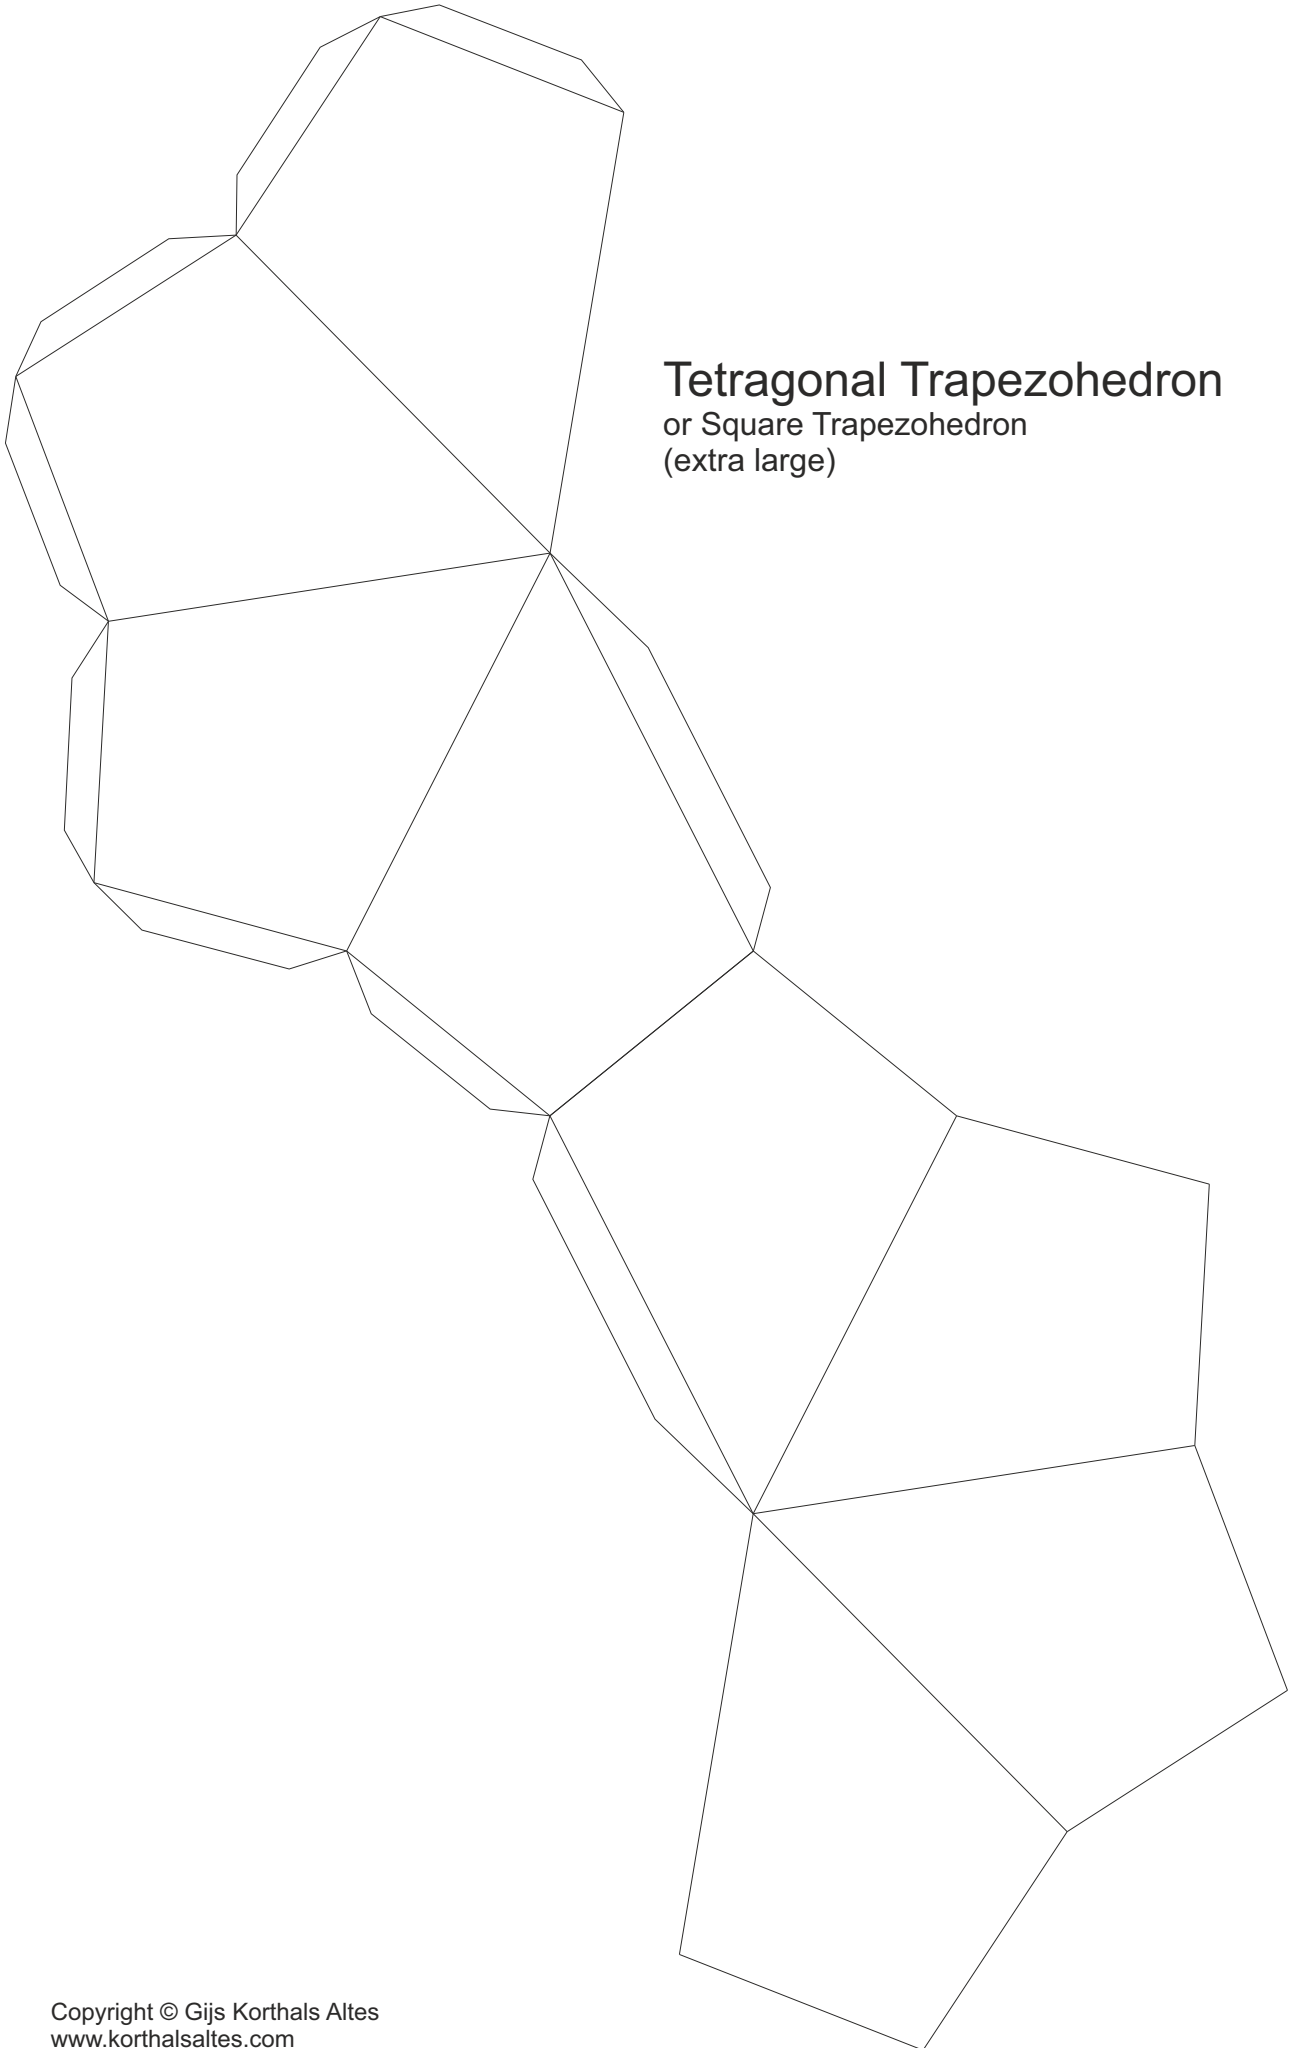 Tetragonal Trapezohedron
or Square Trapezohedron
(extra large)
Copyright © Gijs Korthals Altes
www.korthalsaltes.com